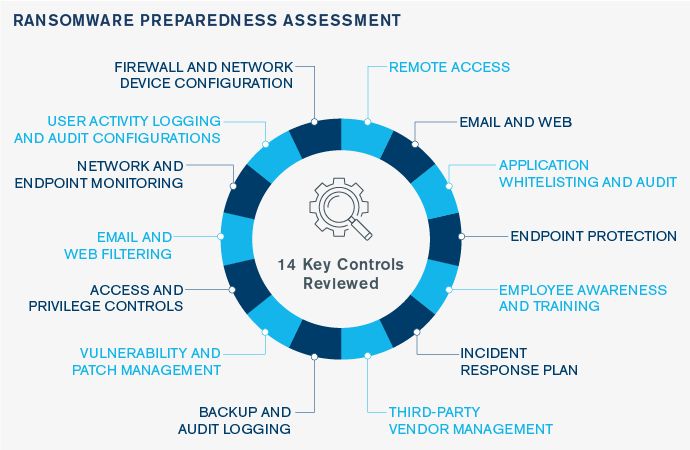 RANSOMWARE PREPAREDNESS ASSESSMENT
FIREWALL AND NETWORK
DEVICE CONFIGURATION
REMOTE ACCESS
USER ACTIVITY LOGGING
AND AUDIT CONFIGURATIONS
EMAIL AND WEB
NETWORK AND
ENDPOINT MONITORING
APPLICATION
WHITELISTING AND AUDIT
EMAIL AND
WEB FILTERING
ENDPOINT PROTECTION
14 Key Controls
Reviewed
ACCESS AND
PRIVILEGE CONTROLS
EMPLOYEE AWARENESS
AND TRAINING
VULNERABILITY AND
PATCH MANAGEMENT
INCIDENT
RESPONSE PLAN
BACKUP AND
AUDIT LOGGING
THIRD-PARTY
VENDOR MANAGEMENT